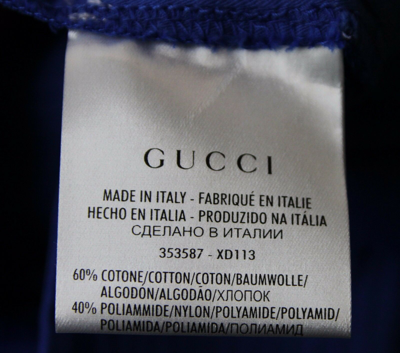 GUCCI
MADE IN ITALY - FABRIQUÉ EN ITALIE
HECHO EN ITALIA - PRODUZIDO NA ITÁLIA
СДЕЛАНО В ИТАЛИИ
353587 - XD113
60% COTONE/COTTON/COTON/BAUMWOLLE/
ALGODON/ALGODÃO/ХЛОПОК
40% POLIAMMIDE/NYLON/POLYAMIDE/POLYAMID/
POLIAMIDA/POLIAMIDA/ПОЛИАМИД